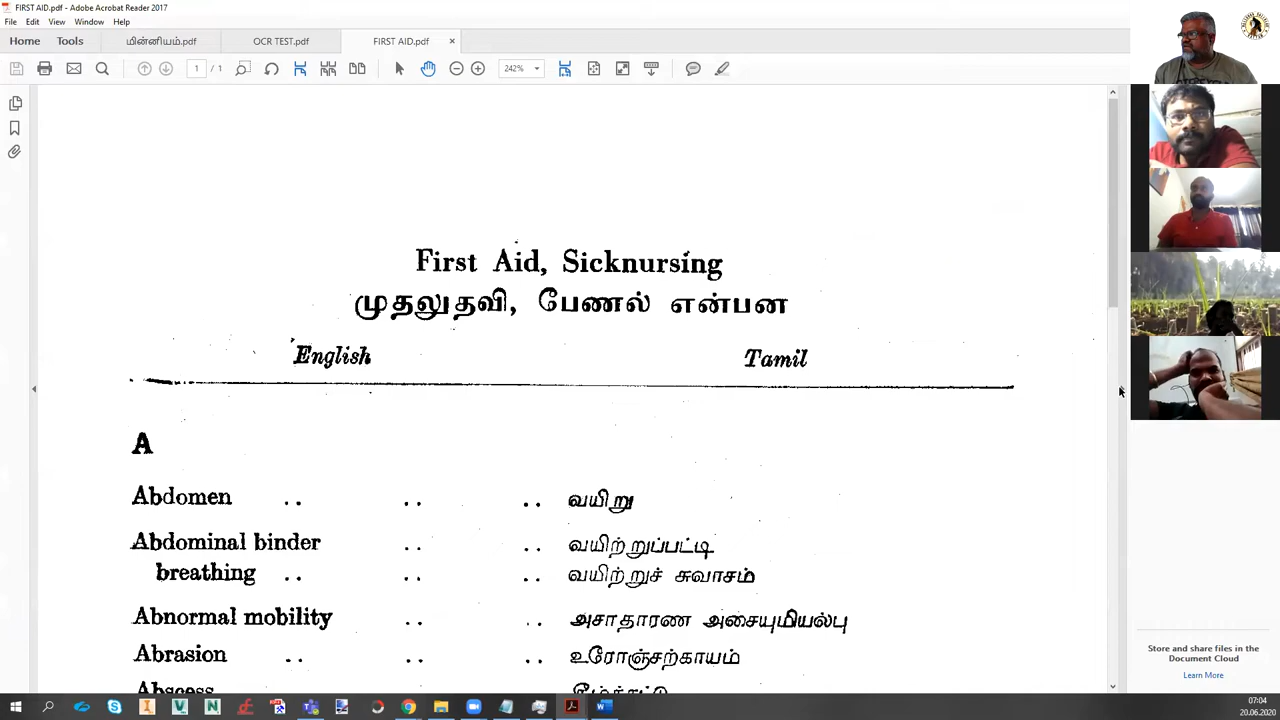 FIRST AID.pdf - Adobe Acrobat Reader 2017
File Edit View Window Help
Home Tools மின்னியம்.pdf OCR TEST.pdf FIRST AID.pdf ×
1 / 1 242%
First Aid, Sicknursing
முதலுதவி, பேணல் என்பன
English Tamil
A
Abdomen .. .. .. வயிறு
Abdominal binder .. .. வயிற்றுப்பட்டி
breathing .. .. .. வயிற்றுச் சுவாசம்
Abnormal mobility .. .. அசாதாரண அசையுமியல்பு
Abrasion .. .. .. உரோஞ்சற்காயம்
Abscess
Store and share files in the
Document Cloud
Learn More
07:04
20.06.2020